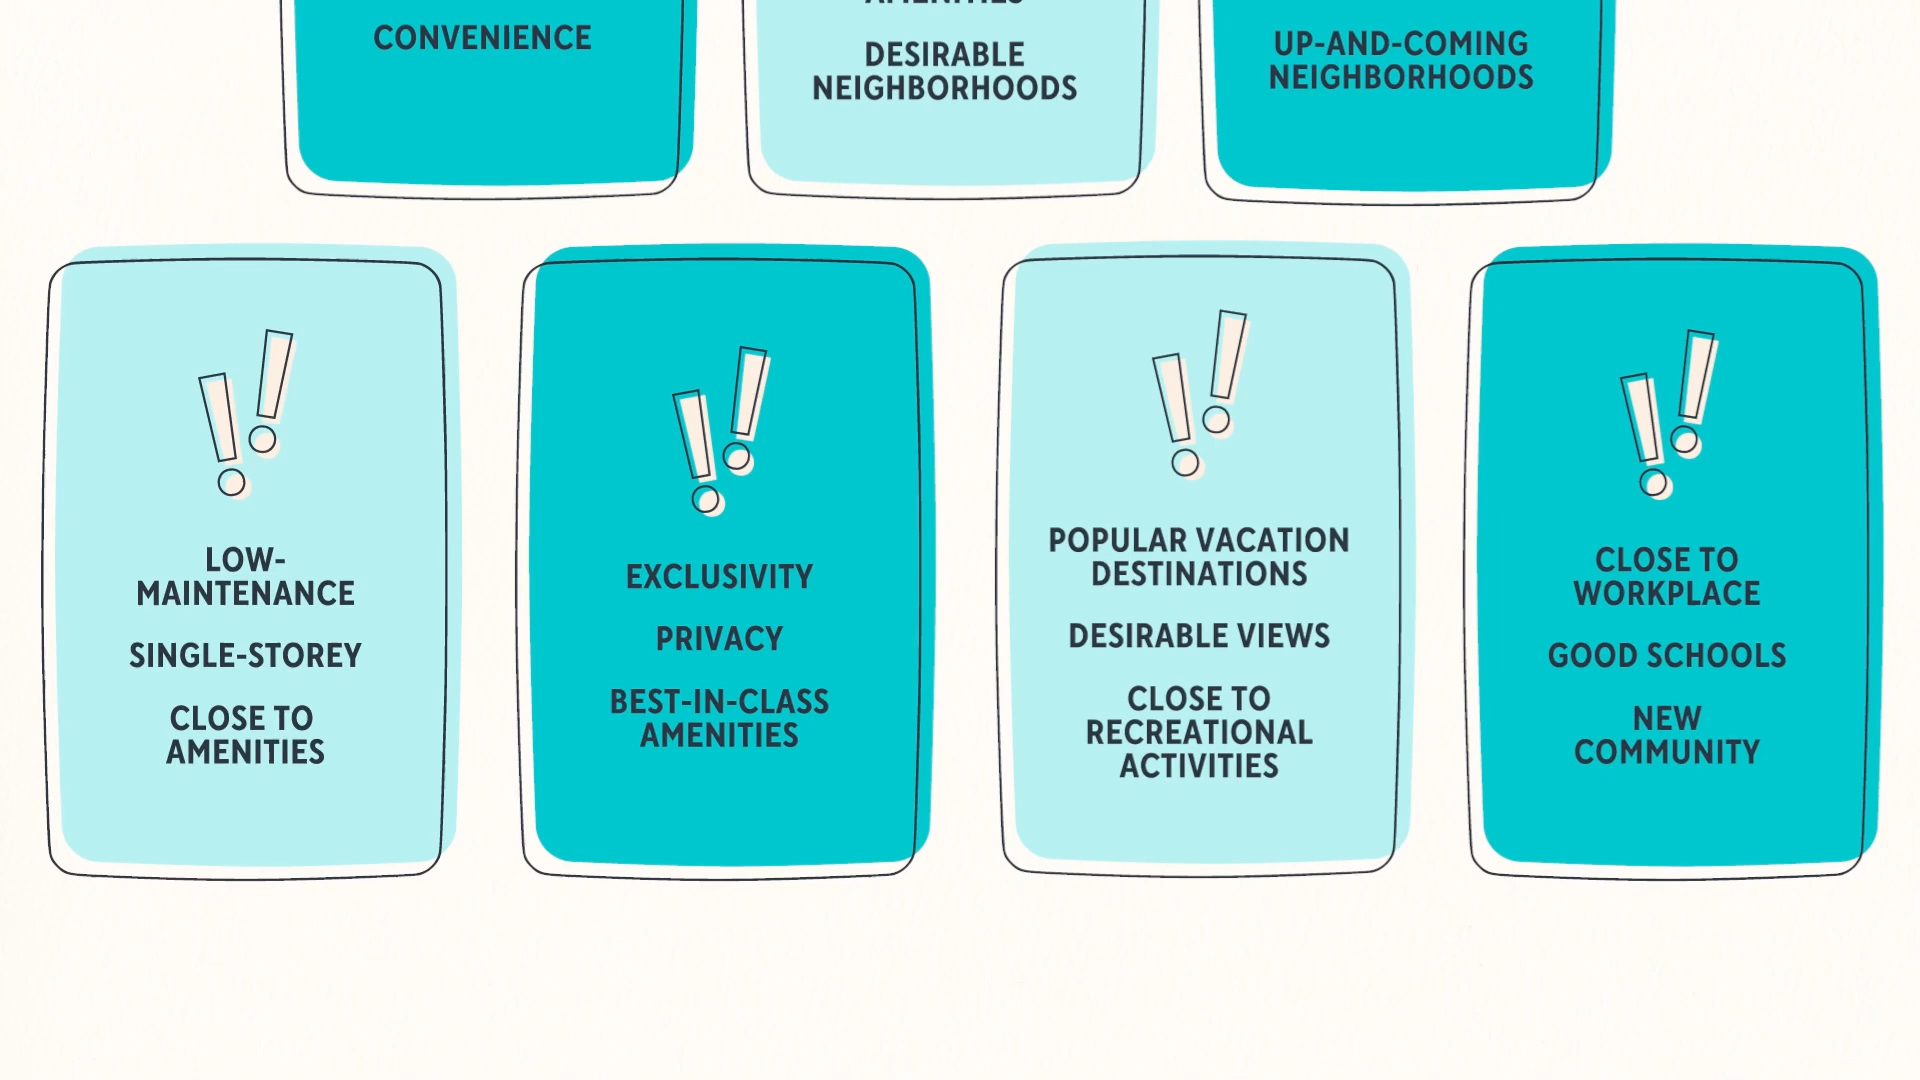 CONVENIENCE
AMENITIES
DESIRABLE
NEIGHBORHOODS
UP-AND-COMING
NEIGHBORHOODS
LOW-
MAINTENANCE
SINGLE-STOREY
CLOSE TO
AMENITIES
EXCLUSIVITY
PRIVACY
BEST-IN-CLASS
AMENITIES
POPULAR VACATION
DESTINATIONS
DESIRABLE VIEWS
CLOSE TO
RECREATIONAL
ACTIVITIES
CLOSE TO
WORKPLACE
GOOD SCHOOLS
NEW
COMMUNITY